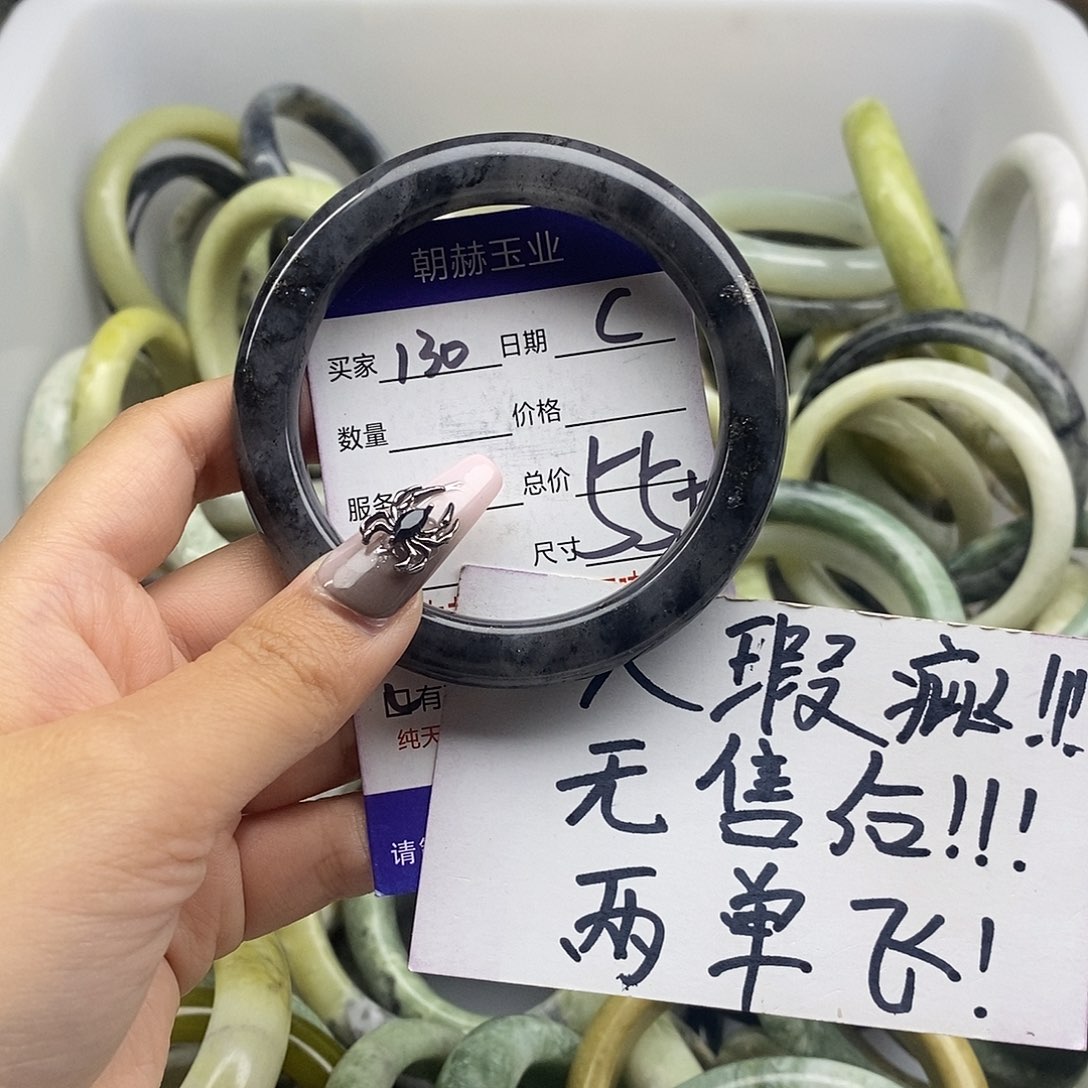 朝赫玉业
买家 130 日期 C
数量 价格
服务 总价 55+
尺寸
有
纯天
请
瑕疵!!!
无售后!!!
两单飞!